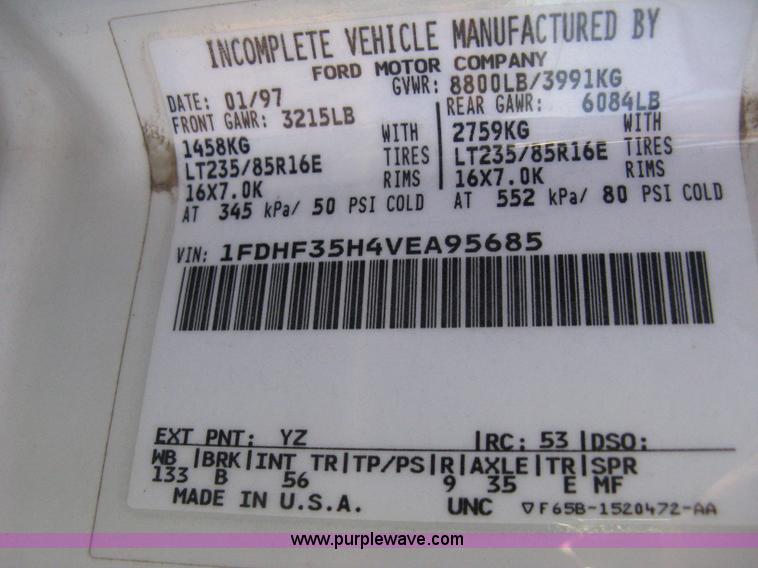 INCOMPLETE VEHICLE MANUFACTURED BY
FORD MOTOR COMPANY
DATE: 01/97 GVWR: 8800LB/3991KG
FRONT GAWR: 3215LB REAR GAWR: 6084LB
1458KG WITH 2759KG WITH
LT235/85R16E TIRES LT235/85R16E TIRES
16X7.0K RIMS 16X7.0K RIMS
AT 345 kPa/ 50 PSI COLD AT 552 kPa/ 80 PSI COLD
VIN: 1FDHF35H4VEA95685
EXT PNT: YZ |RC: 53 |DSO:
WB |BRK|INT TR|TP/PS|R|AXLE|TR|SPR
133 B 56 9 35 E MF
MADE IN U.S.A. UNC ▽F65B-1520472-AA
www.purplewave.com